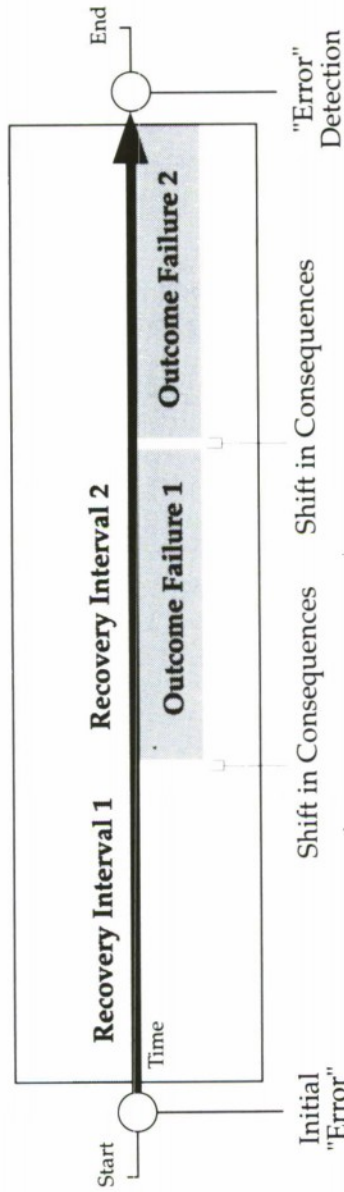 Recovery Interval 1
Recovery Interval 2
Start
End
Time
Outcome Failure 1
Outcome Failure 2
Initial
"Error"
Shift in Consequences
Shift in Consequences
"Error"
Detection